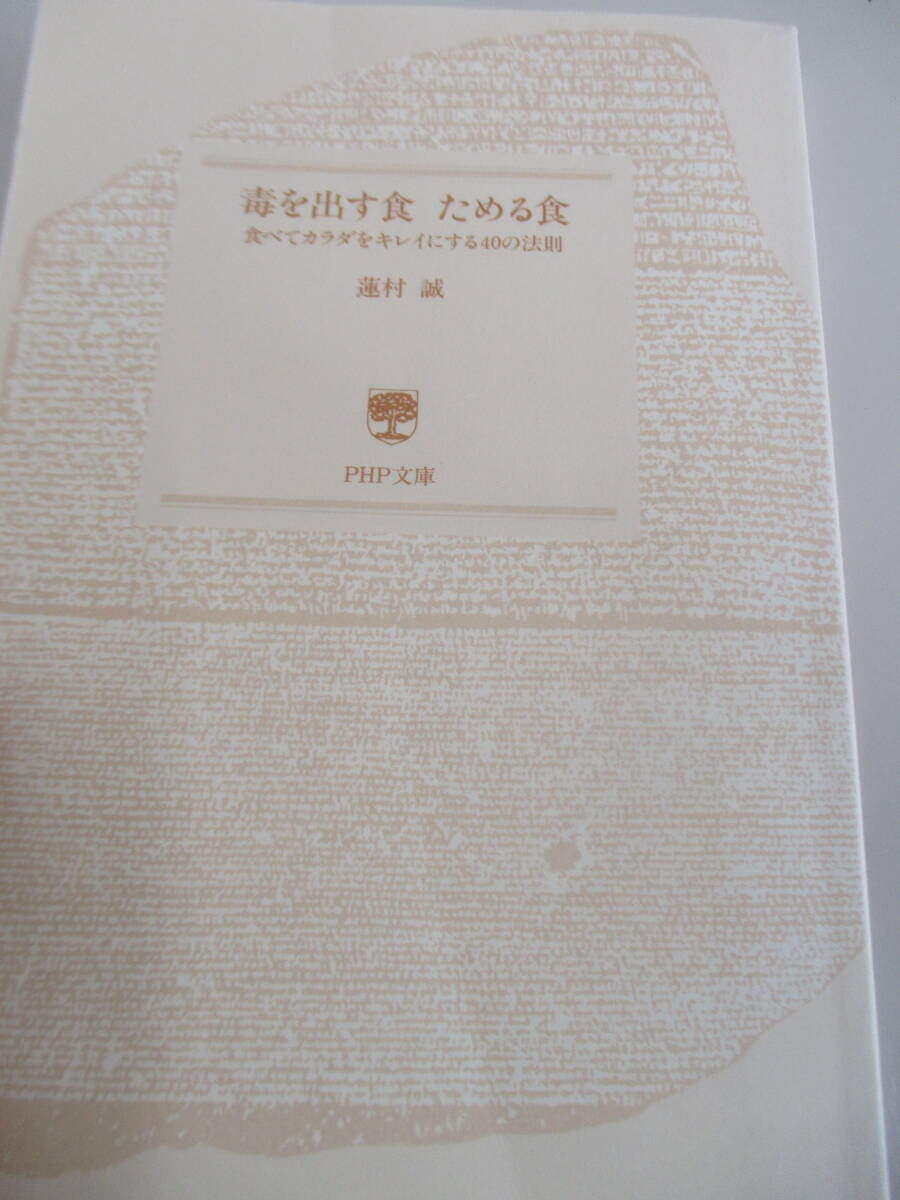 毒を出す食 ためる食
食べてカラダをキレイにする40の法則
蓮村 誠
PHP文庫